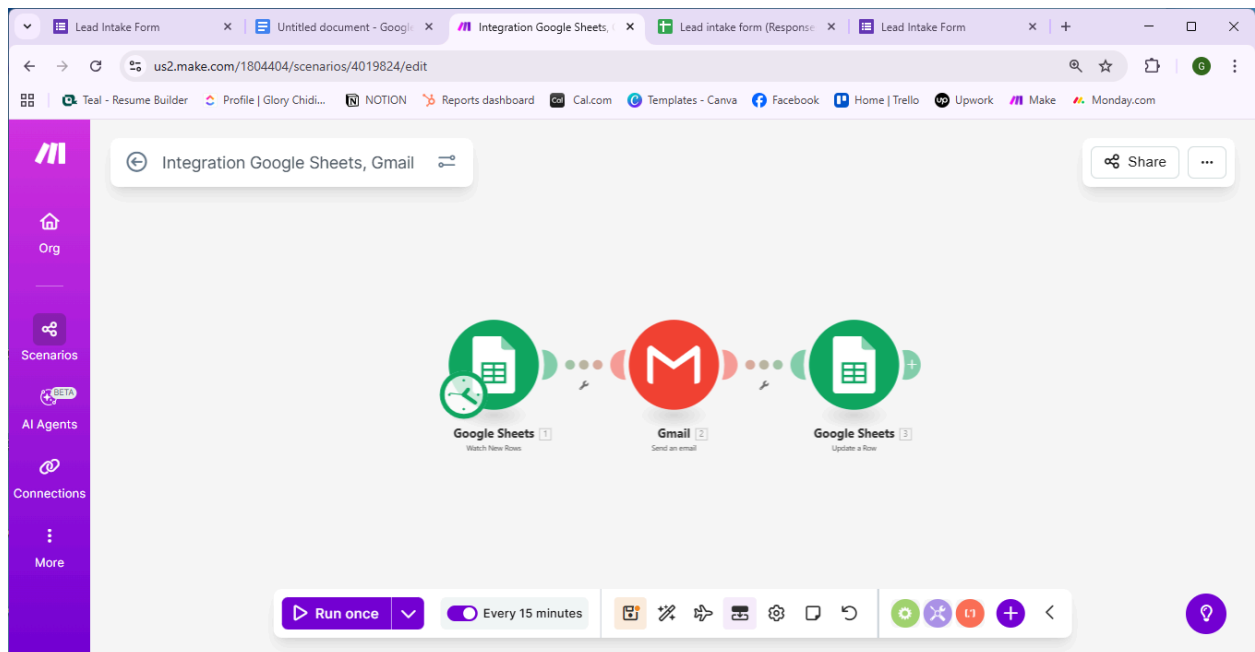 Lead Intake Form
Untitled document - Googl
Integration Google Sheets,
Lead intake form (Response
Lead Intake Form
us2.make.com/1804404/scenarios/4019824/edit
G
Teal - Resume Builder
Profile | Glory Chidi...
NOTION
Reports dashboard
Cal
Cal.com
Templates - Canva
Facebook
Home | Trello
Upwork
Make
Monday.com
Integration Google Sheets, Gmail
Share
Org
Scenarios
BETA
AI Agents
Connections
More
Google Sheets 1
Watch New Rows
Gmail 2
Send an email
Google Sheets 3
Update a Row
Run once
Every 15 minutes